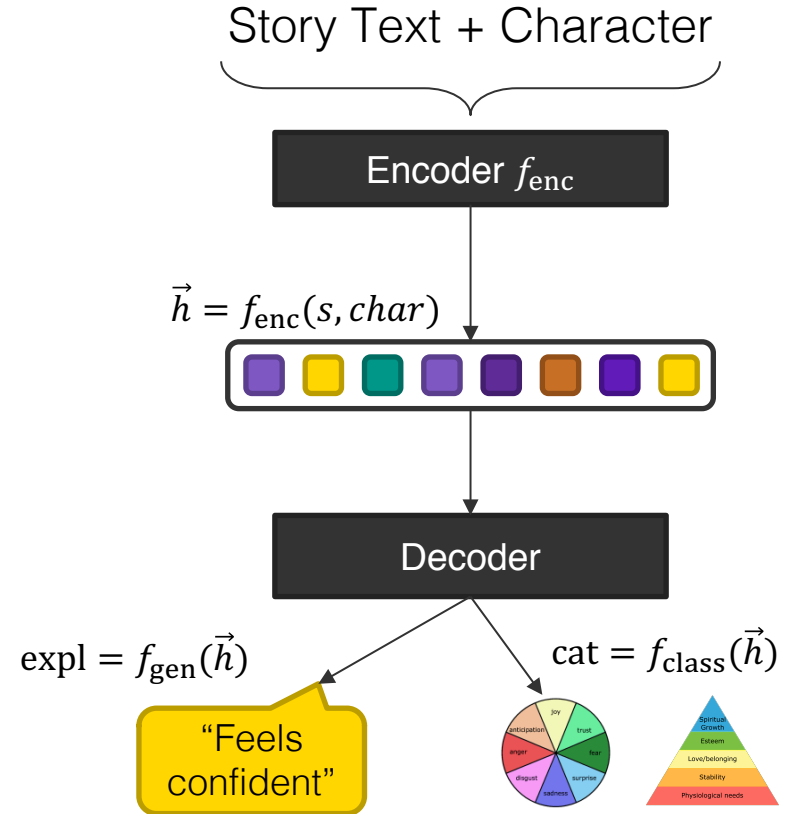 Story Text + Character
Encoder f_enc
h⃗ = f_enc(s, char)
Decoder
expl = f_gen(h⃗)
cat = f_class(h⃗)
“Feels
confident”
joy
trust
fear
surprise
sadness
disgust
anger
anticipation
Spiritual
Growth
Esteem
Love/belonging
Stability
Physiological needs